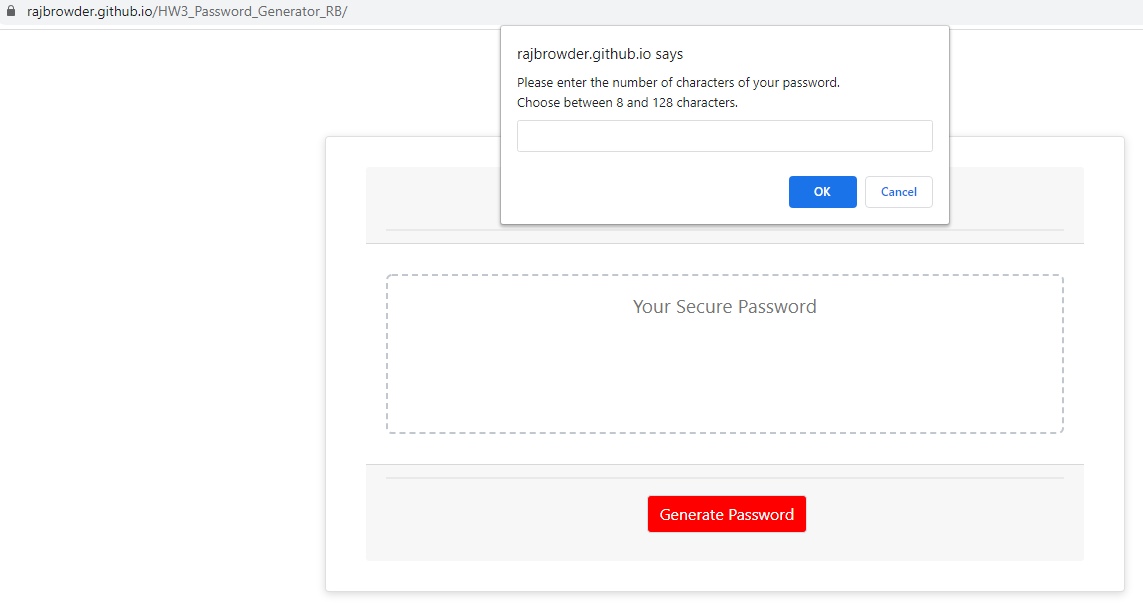 rajbrowder.github.io/HW3_Password_Generator_RB/
rajbrowder.github.io says
Please enter the number of characters of your password.
Choose between 8 and 128 characters.
OK
Cancel
Your Secure Password
Generate Password